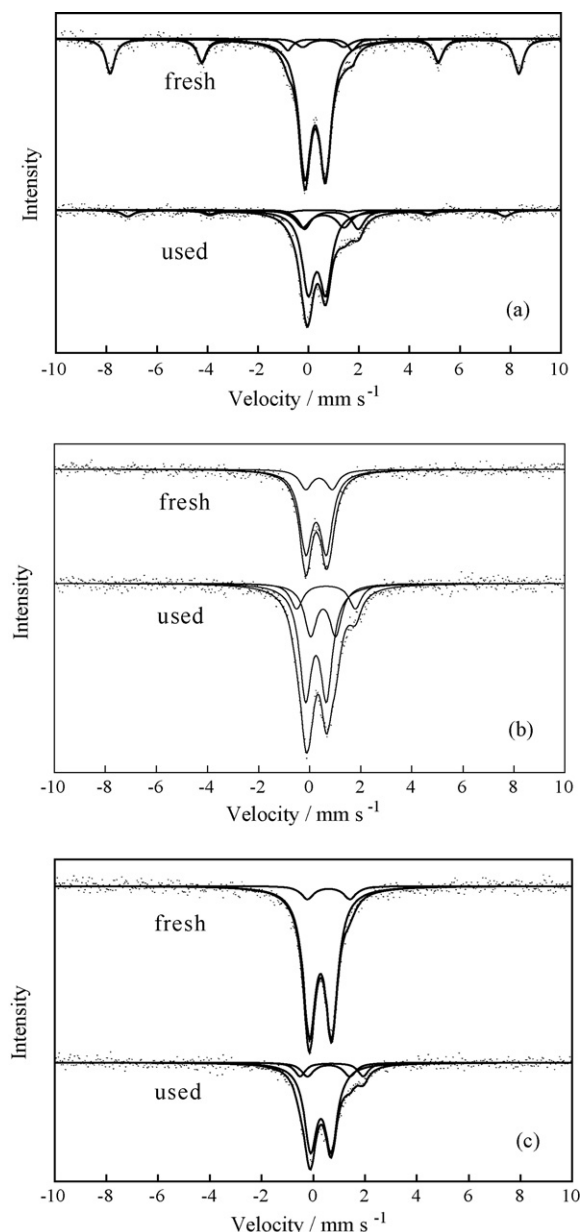 fresh
used
(a)
Intensity
-10 -8 -6 -4 -2 0 2 4 6 8 10
Velocity / mm s⁻¹
fresh
used
(b)
Intensity
-10 -8 -6 -4 -2 0 2 4 6 8 10
Velocity / mm s⁻¹
fresh
used
(c)
Intensity
-10 -8 -6 -4 -2 0 2 4 6 8 10
Velocity / mm s⁻¹